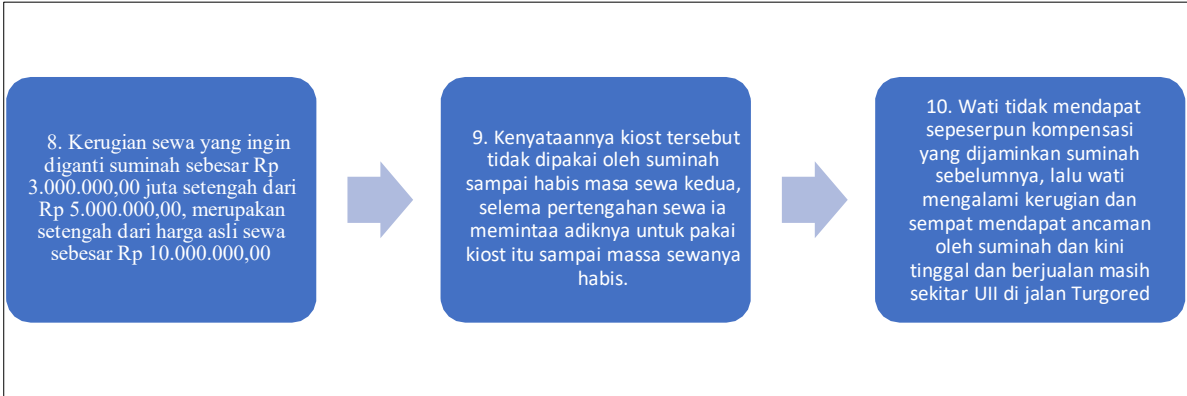 8. Kerugian sewa yang ingin
diganti suminah sebesar Rp
3.000.000,00 juta setengah dari
Rp 5.000.000,00, merupakan
setengah dari harga asli sewa
sebesar Rp 10.000.000,00
9. Kenyataannya kiost tersebut
tidak dipakai oleh suminah
sampai habis masa sewa kedua,
selema pertengahan sewa ia
memintaa adiknya untuk pakai
kiost itu sampai massa sewanya
habis.
10. Wati tidak mendapat
sepeserpun kompensasi
yang dijaminkan suminah
sebelumnya, lalu wati
mengalami kerugian dan
sempat mendapat ancaman
oleh suminah dan kini
tinggal dan berjualan masih
sekitar UII di jalan Turgored